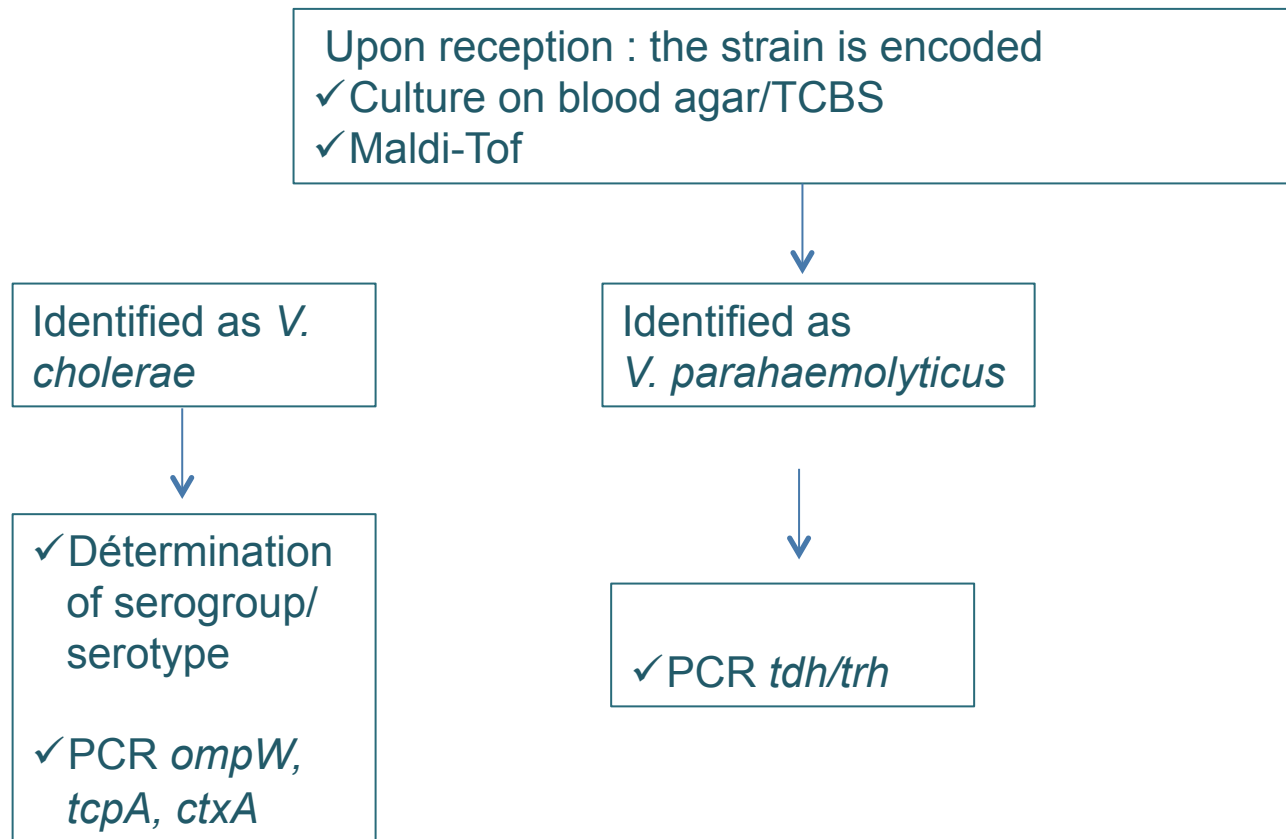 Upon reception : the strain is encoded
✓Culture on blood agar/TCBS
✓Maldi-Tof
Identified as V.
cholerae
Identified as
V. parahaemolyticus
✓Détermination
of serogroup/
serotype
✓PCR ompW,
tcpA, ctxA
✓PCR tdh/trh